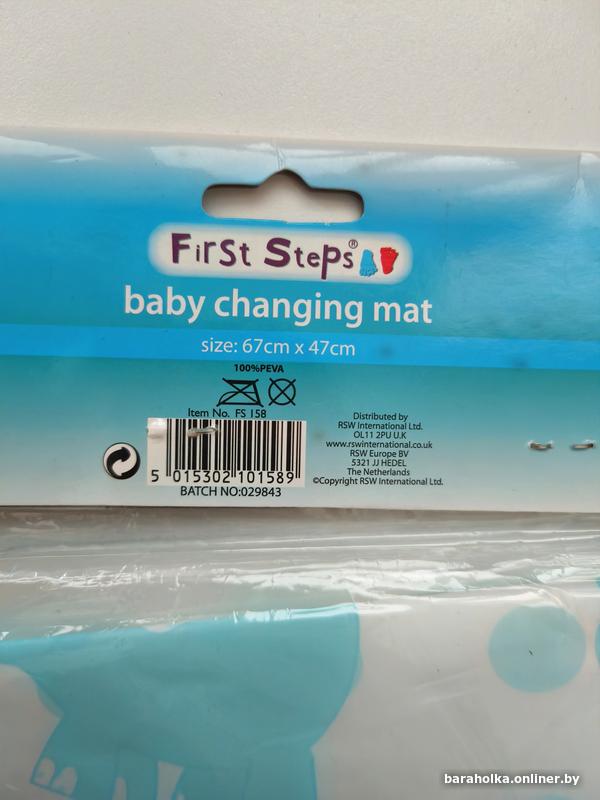 First Steps®
baby changing mat
size: 67cm x 47cm
100%PEVA
Item No. FS 158
5 015302 101589
BATCH NO:029843
Distributed by
RSW International Ltd.
OL11 2PU U.K
www.rswinternational.co.uk
RSW Europe BV
5321 JJ HEDEL
The Netherlands
©Copyright RSW International Ltd.
baraholka.onliner.by